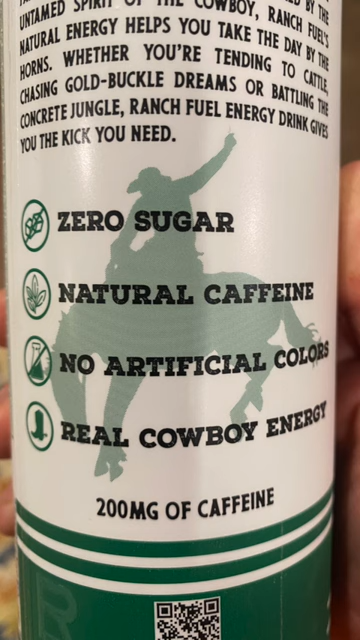 UNTAMED SPIRIT OF THE COWBOY, RANCH FUEL'S
NATURAL ENERGY HELPS YOU TAKE THE DAY BY THE
HORNS. WHETHER YOU'RE TENDING TO CATTLE,
CHASING GOLD-BUCKLE DREAMS OR BATTLING THE
CONCRETE JUNGLE, RANCH FUEL ENERGY DRINK GIVES
YOU THE KICK YOU NEED.
ZERO SUGAR
NATURAL CAFFEINE
NO ARTIFICIAL COLORS
REAL COWBOY ENERGY
200MG OF CAFFEINE